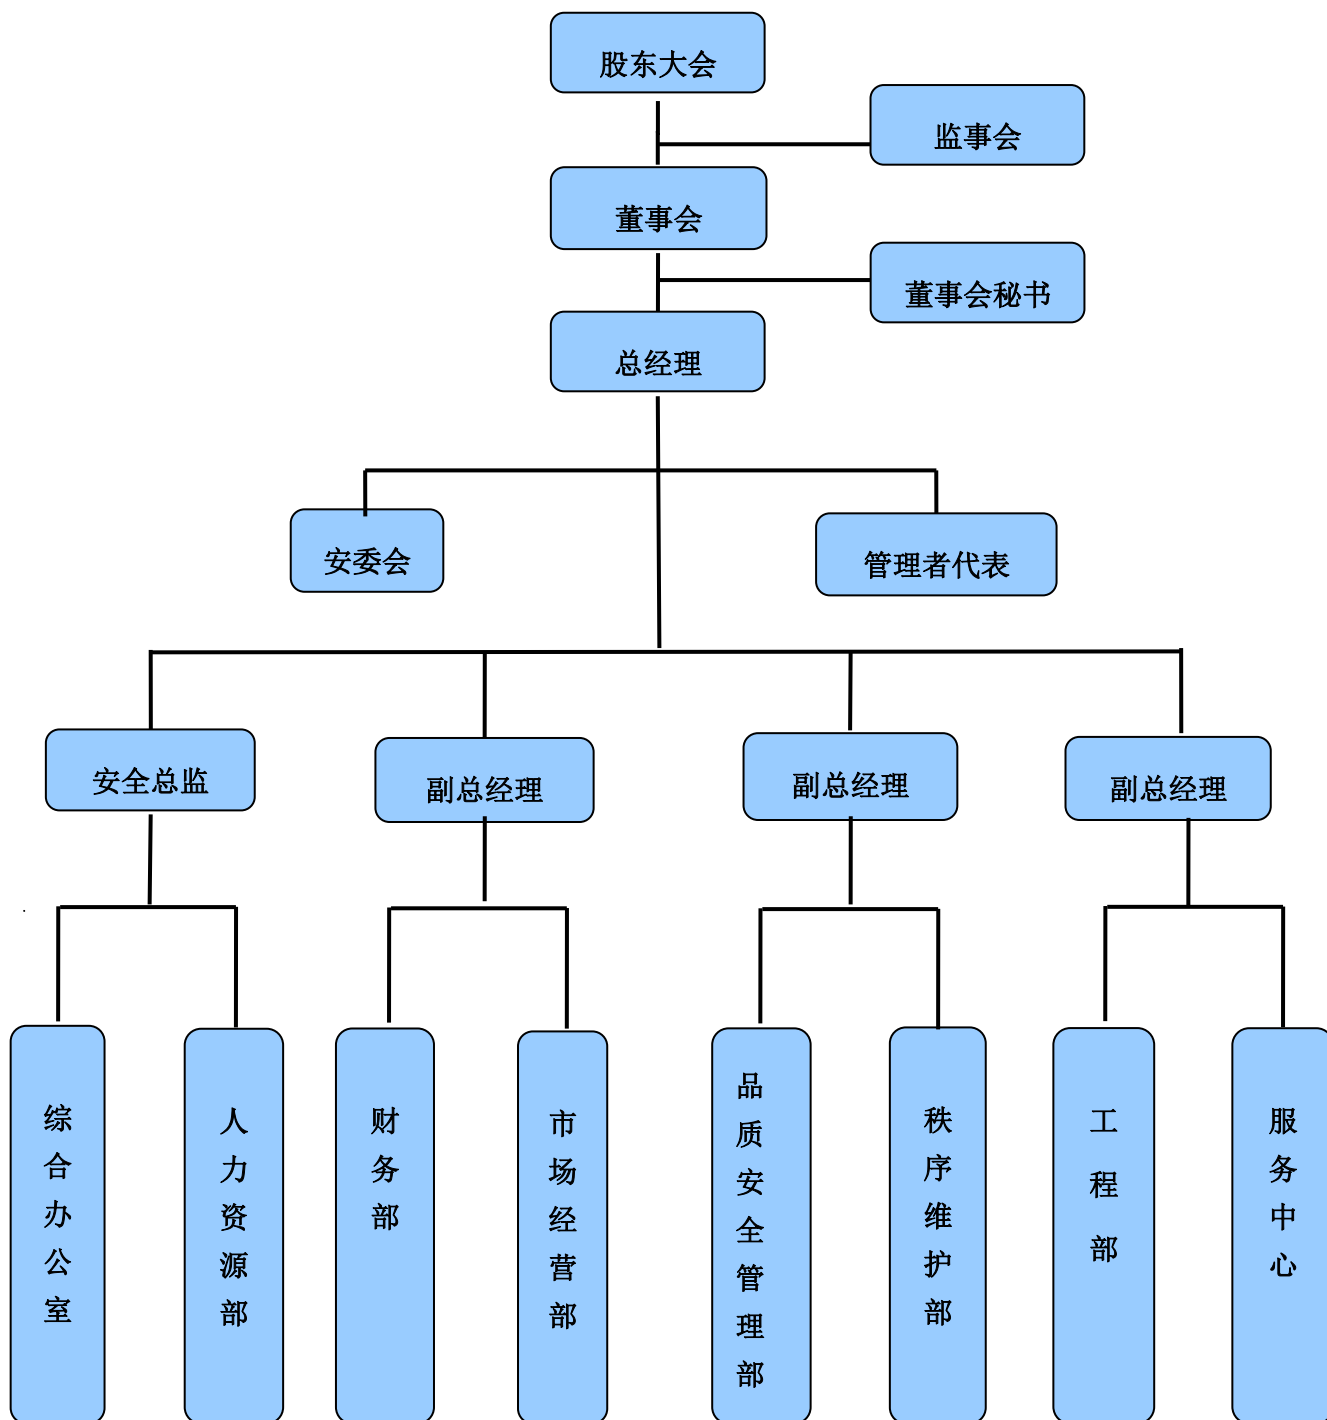 股东大会
监事会
董事会
董事会秘书
总经理
安委会
管理者代表
安全总监
副总经理
副总经理
副总经理
综合办公室
人力资源部
财务部
市场经营部
品质安全管理部
秩序维护部
工程部
服务中心